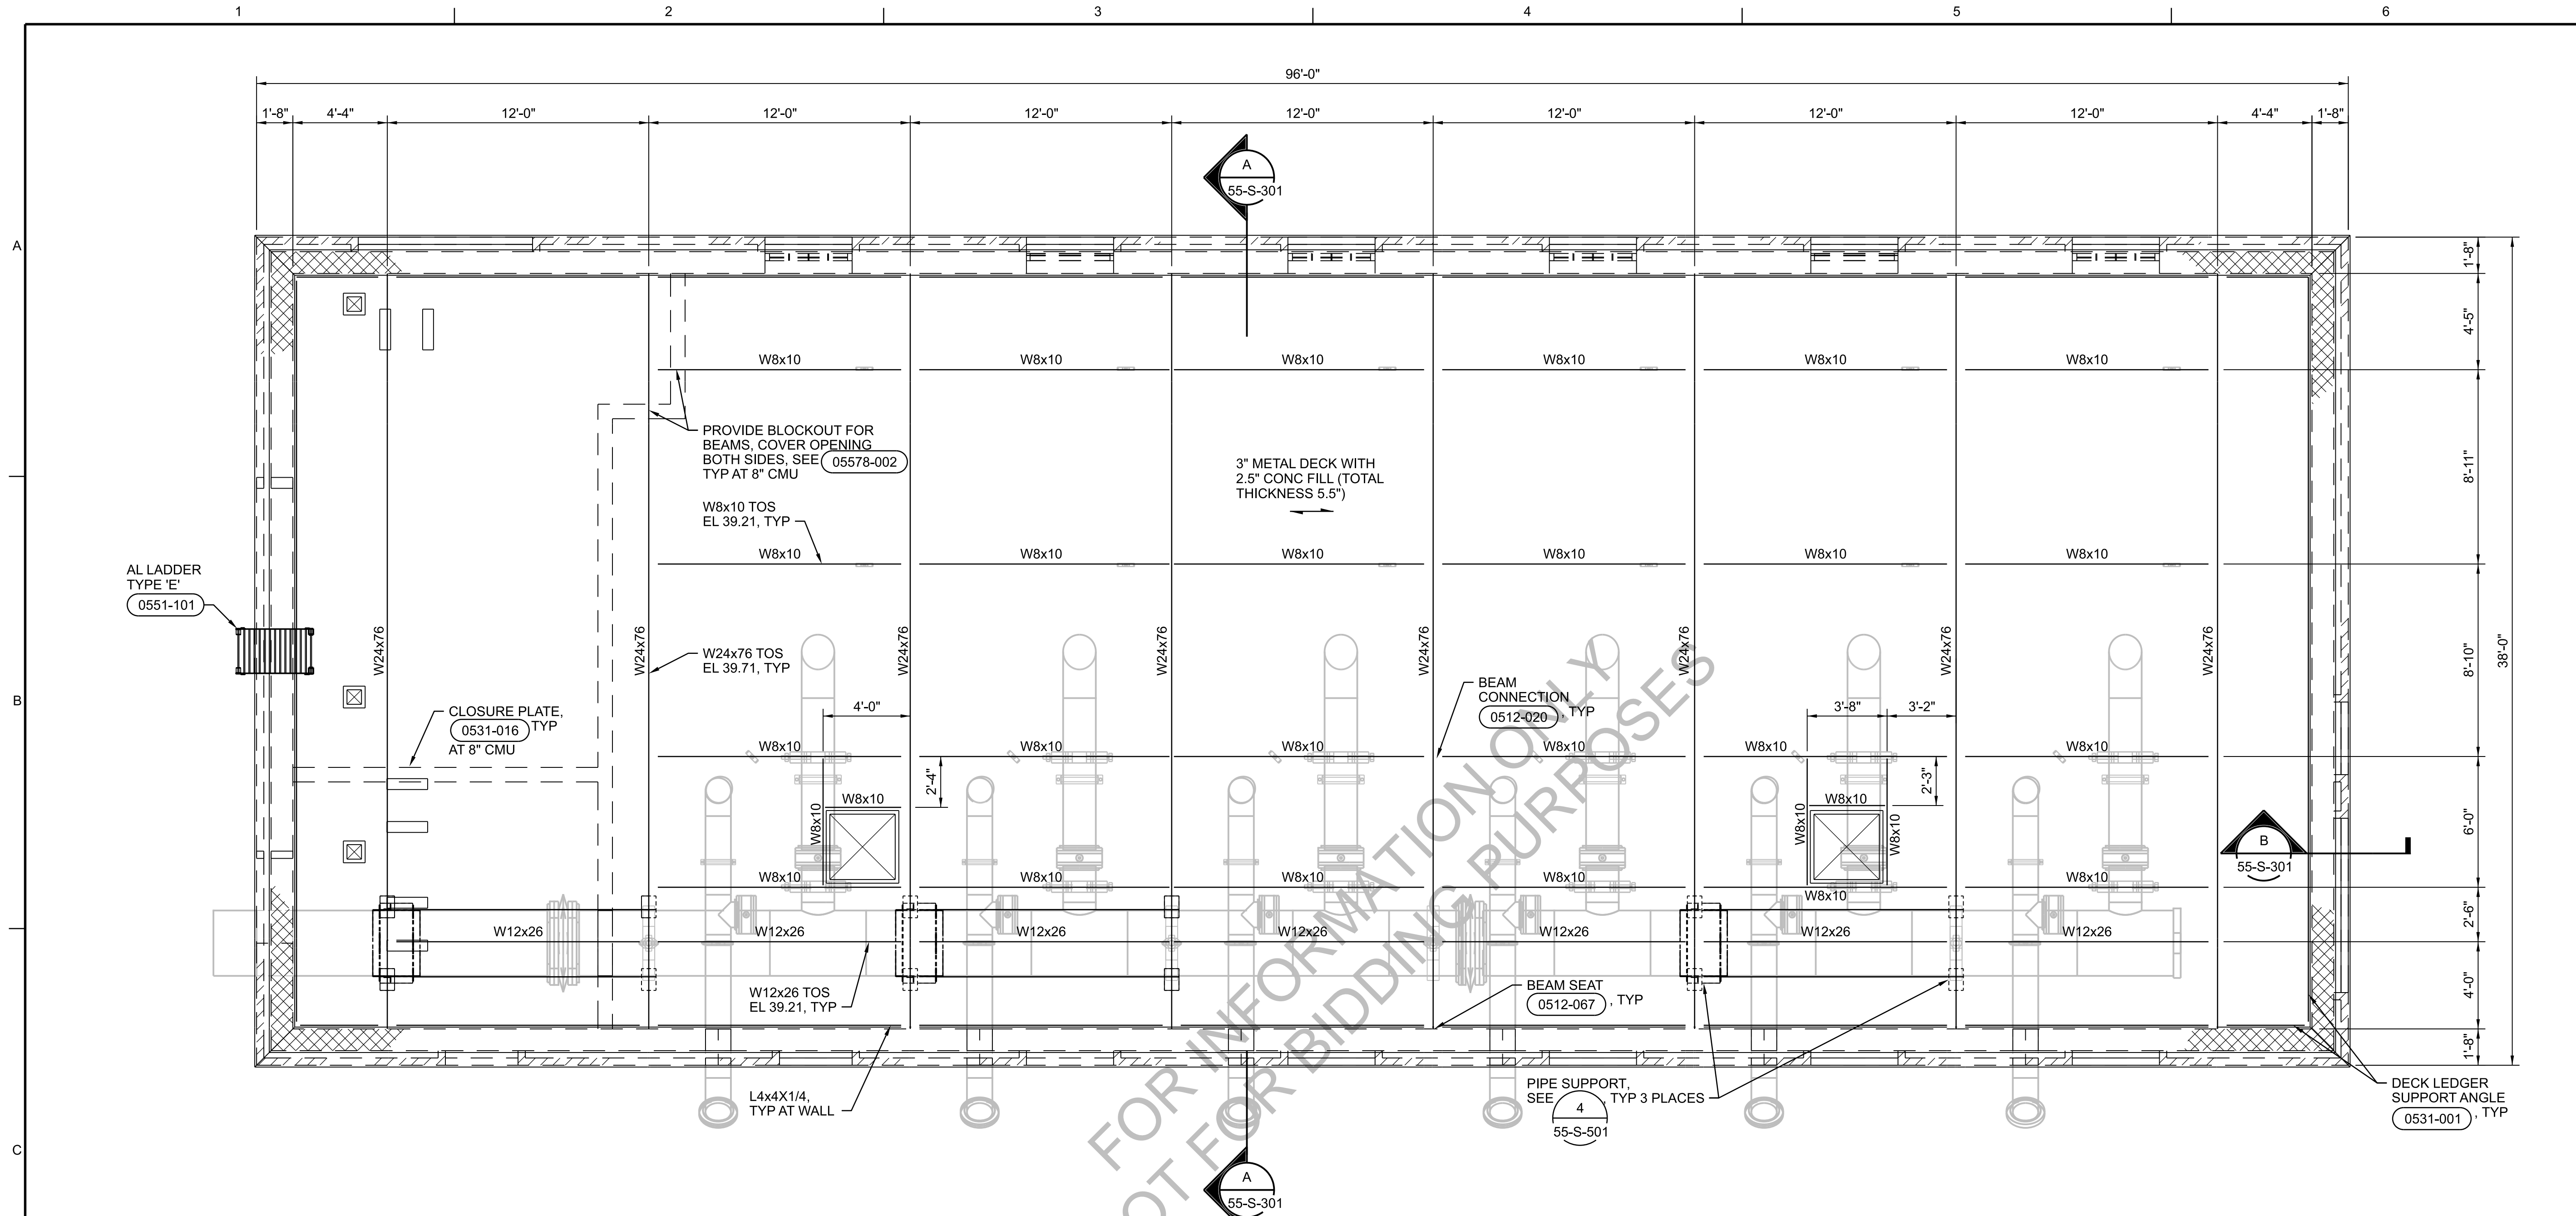 1 2 3 4 5 6
96'-0"
1'-8" 4'-4" 12'-0" 12'-0" 12'-0" 12'-0" 12'-0" 12'-0" 12'-0" 4'-4" 1'-8"
A
55-S-301
A
1'-8"
4'-5"
W8x10 W8x10 W8x10 W8x10 W8x10 W8x10
PROVIDE BLOCKOUT FOR
BEAMS, COVER OPENING
BOTH SIDES, SEE 05578-002
TYP AT 8" CMU
3" METAL DECK WITH
2.5" CONC FILL (TOTAL
THICKNESS 5.5")
8'-11"
W8x10 TOS
EL 39.21, TYP
W8x10 W8x10 W8x10 W8x10 W8x10 W8x10
AL LADDER
TYPE 'E'
0551-101
W24x76 W24x76 W24x76 W24x76 W24x76 W24x76 W24x76 W24x76
W24x76 TOS
EL 39.71, TYP
8'-10"
38'-0"
B
CLOSURE PLATE,
0531-016 TYP
AT 8" CMU
4'-0"
BEAM
CONNECTION
0512-020 , TYP
3'-8" 3'-2"
W8x10 W8x10 W8x10 W8x10 W8x10 W8x10
2'-4"
2'-3"
W8x10
W8x10
W8x10
W8x10
W8x10
6'-0"
B
55-S-301
W8x10 W8x10 W8x10 W8x10 W8x10
W8x10
2'-6"
W12x26 W12x26 W12x26 W12x26 W12x26 W12x26 W12x26
W12x26 TOS
EL 39.21, TYP
BEAM SEAT
0512-067 , TYP
4'-0"
1'-8"
L4x4X1/4,
TYP AT WALL
PIPE SUPPORT,
SEE 4 , TYP 3 PLACES
55-S-501
DECK LEDGER
SUPPORT ANGLE
0531-001 , TYP
C
A
55-S-301
FOR INFORMATION ONLY
OT FOR BIDDING PURPOSES